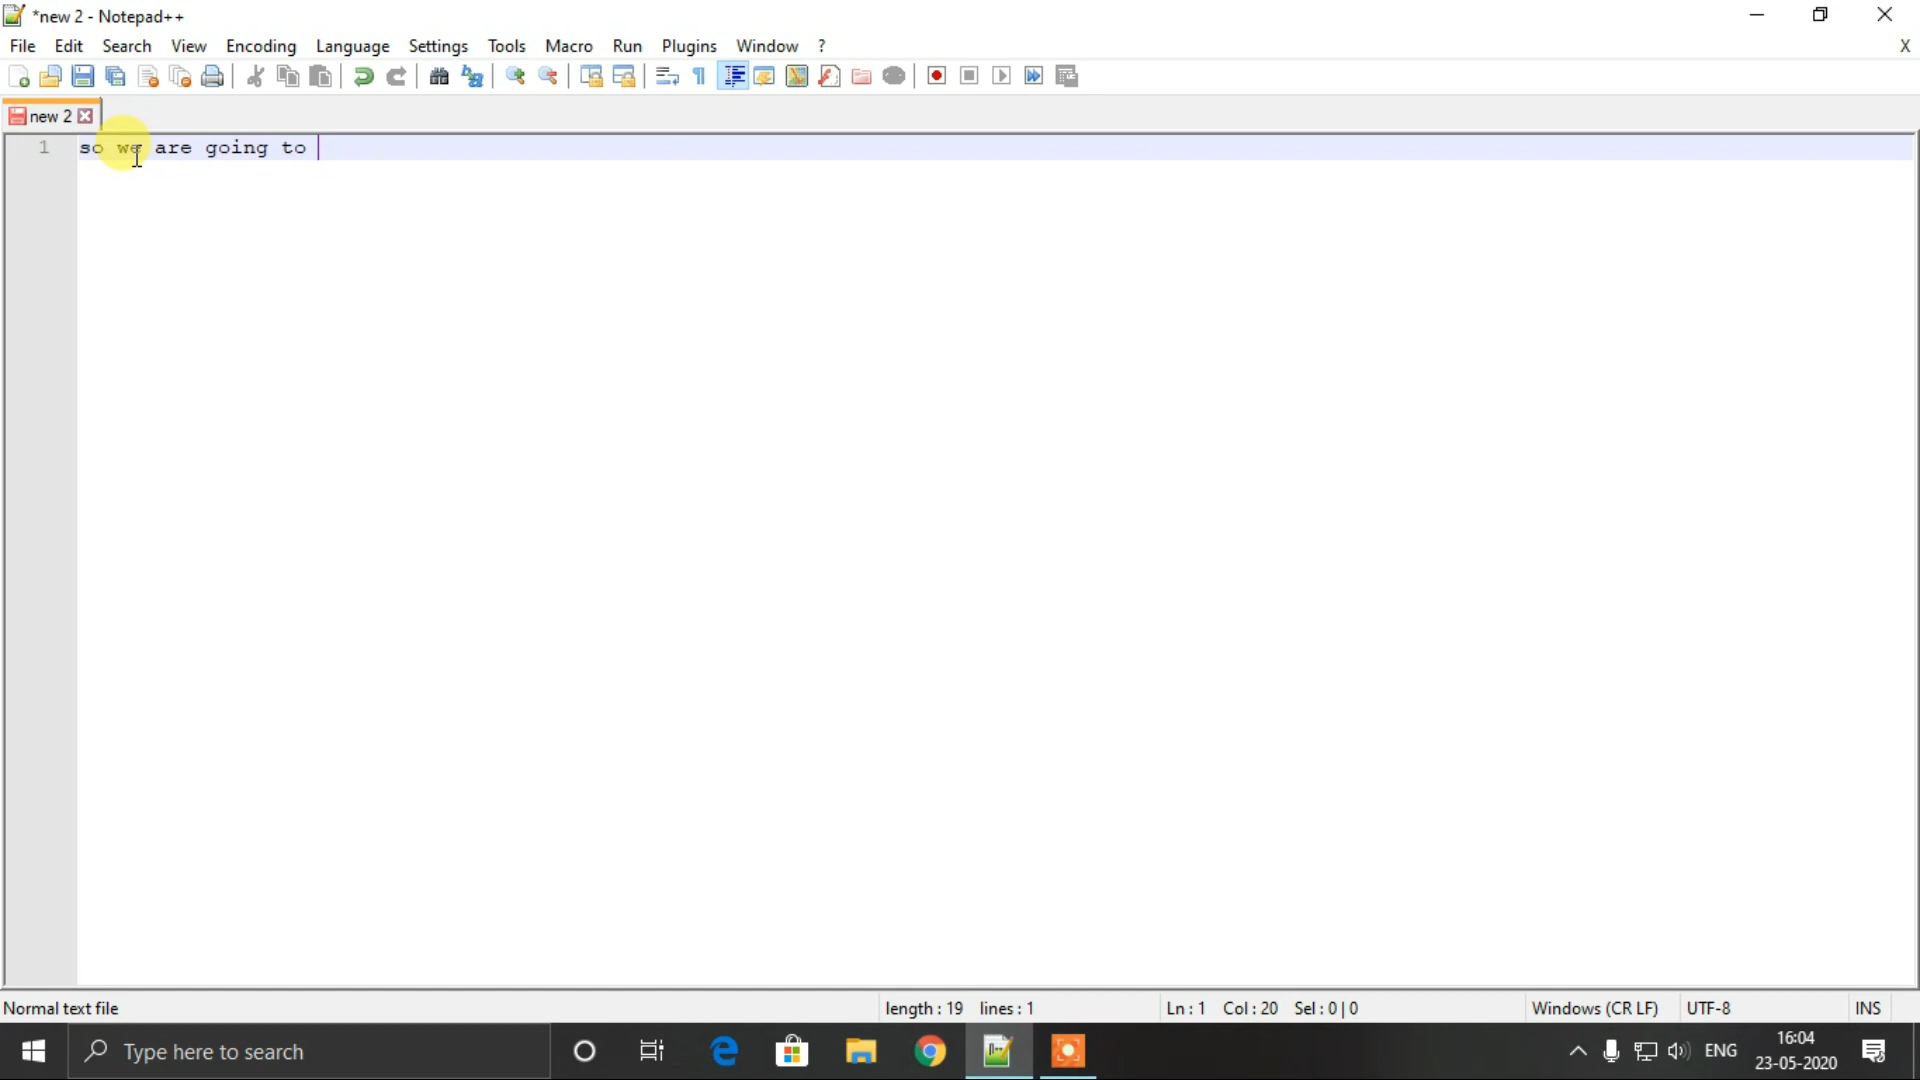 *new 2 - Notepad++
File Edit Search View Encoding Language Settings Tools Macro Run Plugins Window ? X
new 2
1 so we are going to
Normal text file length : 19 lines : 1 Ln : 1 Col : 20 Sel : 0 | 0 Windows (CR LF) UTF-8 INS
Type here to search ENG 16:04
23-05-2020